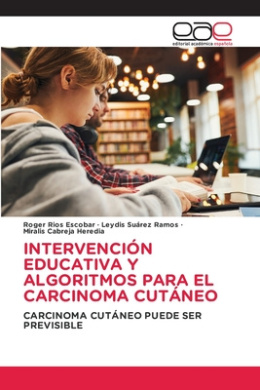 eae
editorial académica española
Roger Rios Escobar · Leydis Suárez Ramos ·
Miralis Cabreja Heredia
INTERVENCIÓN
EDUCATIVA Y
ALGORITMOS PARA EL
CARCINOMA CUTÁNEO
CARCINOMA CUTÁNEO PUEDE SER
PREVISIBLE